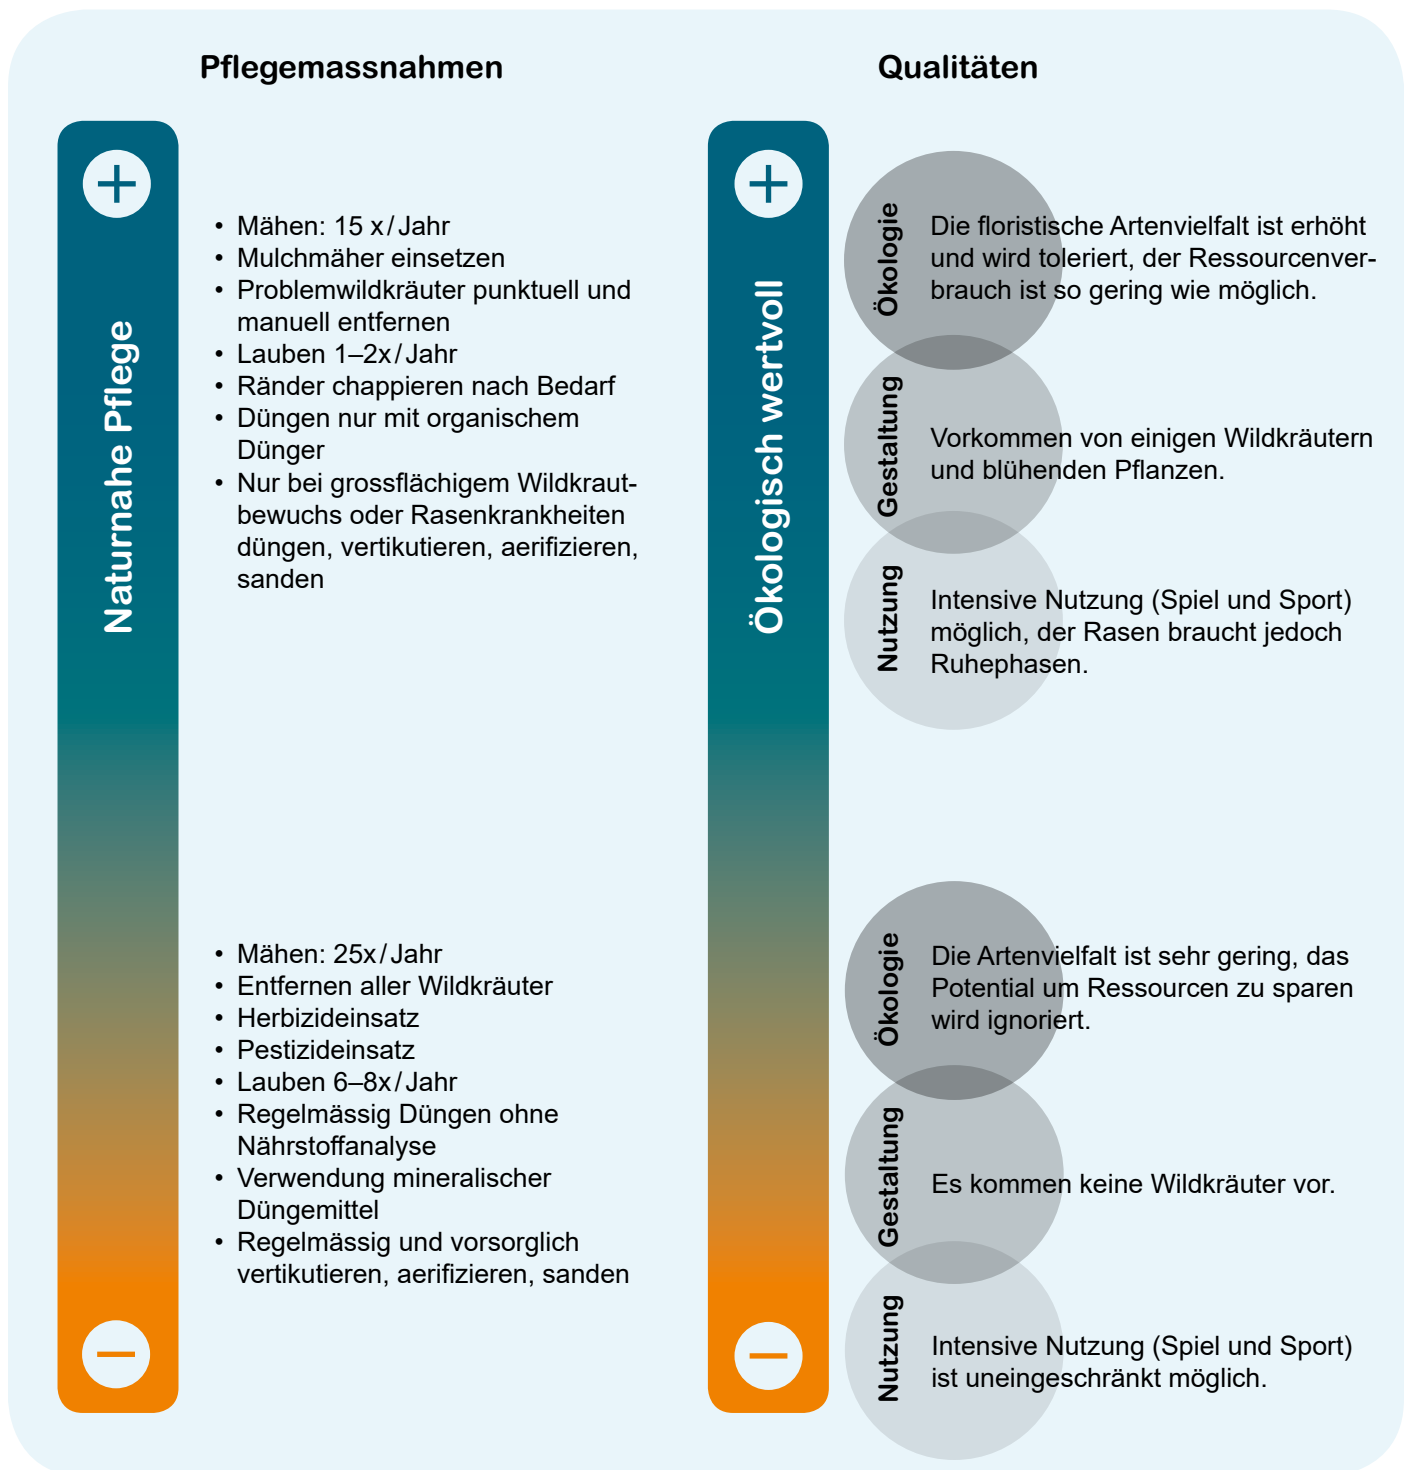 Pflegemassnahmen
Naturnahe Pflege
• Mähen: 15 x/Jahr
• Mulchmäher einsetzen
• Problemwildkräuter punktuell und
manuell entfernen
• Lauben 1–2x/Jahr
• Ränder chappieren nach Bedarf
• Düngen nur mit organischem
Dünger
• Nur bei grossflächigem Wildkraut-
bewuchs oder Rasenkrankheiten
düngen, vertikutieren, aerifizieren,
sanden
• Mähen: 25x/Jahr
• Entfernen aller Wildkräuter
• Herbizideinsatz
• Pestizideinsatz
• Lauben 6–8x/Jahr
• Regelmässig Düngen ohne
Nährstoffanalyse
• Verwendung mineralischer
Düngemittel
• Regelmässig und vorsorglich
vertikutieren, aerifizieren, sanden
Qualitäten
Ökologisch wertvoll
Ökologie
Die floristische Artenvielfalt ist erhöht
und wird toleriert, der Ressourcenver-
brauch ist so gering wie möglich.
Gestaltung
Vorkommen von einigen Wildkräutern
und blühenden Pflanzen.
Nutzung
Intensive Nutzung (Spiel und Sport)
möglich, der Rasen braucht jedoch
Ruhephasen.
Ökologie
Die Artenvielfalt ist sehr gering, das
Potential um Ressourcen zu sparen
wird ignoriert.
Gestaltung
Es kommen keine Wildkräuter vor.
Nutzung
Intensive Nutzung (Spiel und Sport)
ist uneingeschränkt möglich.